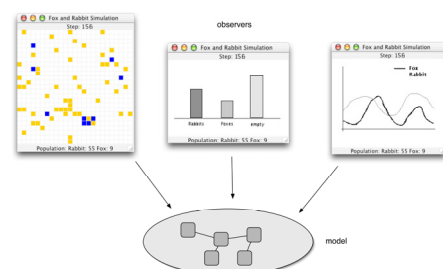 observers
Fox and Rabbit Simulation
Step: 156
Population: Rabbit: 55 Fox: 9
Fox and Rabbit Simulation
Step: 156
Rabbits Foxes empty
Population: Rabbit: 55 Fox: 9
Fox and Rabbit Simulation
Step: 156
Fox
Rabbit
Population: Rabbit: 55 Fox: 9
model